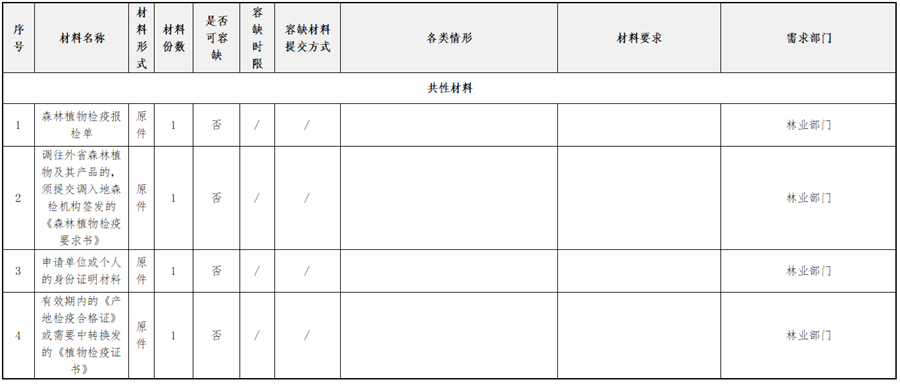 序号 材料名称 材料形式 材料份数 是否可容缺 容缺时限 容缺材料提交方式 各类情形 材料要求 需求部门
共性材料
1 森林植物检疫报检单 原件 1 否 / / 林业部门
2 调往外省森林植物及其产品的，须提交调入地森检机构签发的《森林植物检疫要求书》 原件 1 否 / / 林业部门
3 申请单位或个人的身份证明材料 原件 1 否 / / 林业部门
4 有效期内的《产地检疫合格证》或需要中转换发的《植物检疫证书》 原件 1 否 / / 林业部门